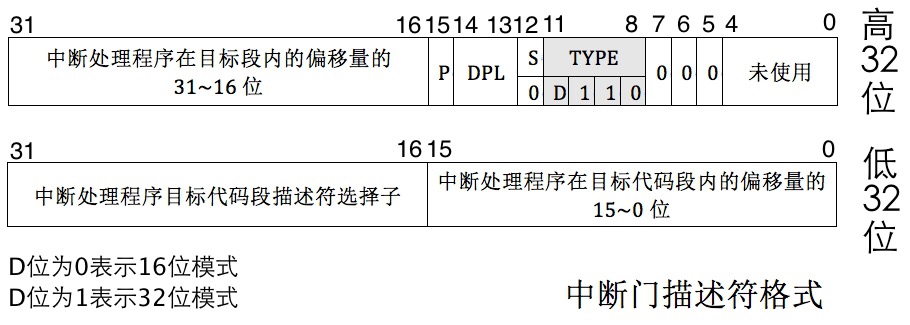 31 16 15 14 13 12 11 8 7 6 5 4 0
中断处理程序在目标段内的偏移量的
31~16 位
P DPL S TYPE 0 0 0 未使用
0 D 1 1 0
高32位
31 16 15 0
中断处理程序目标代码段描述符选择子
中断处理程序在目标代码段内的偏移量的
15~0 位
低32位
D位为0表示16位模式
D位为1表示32位模式
中断门描述符格式